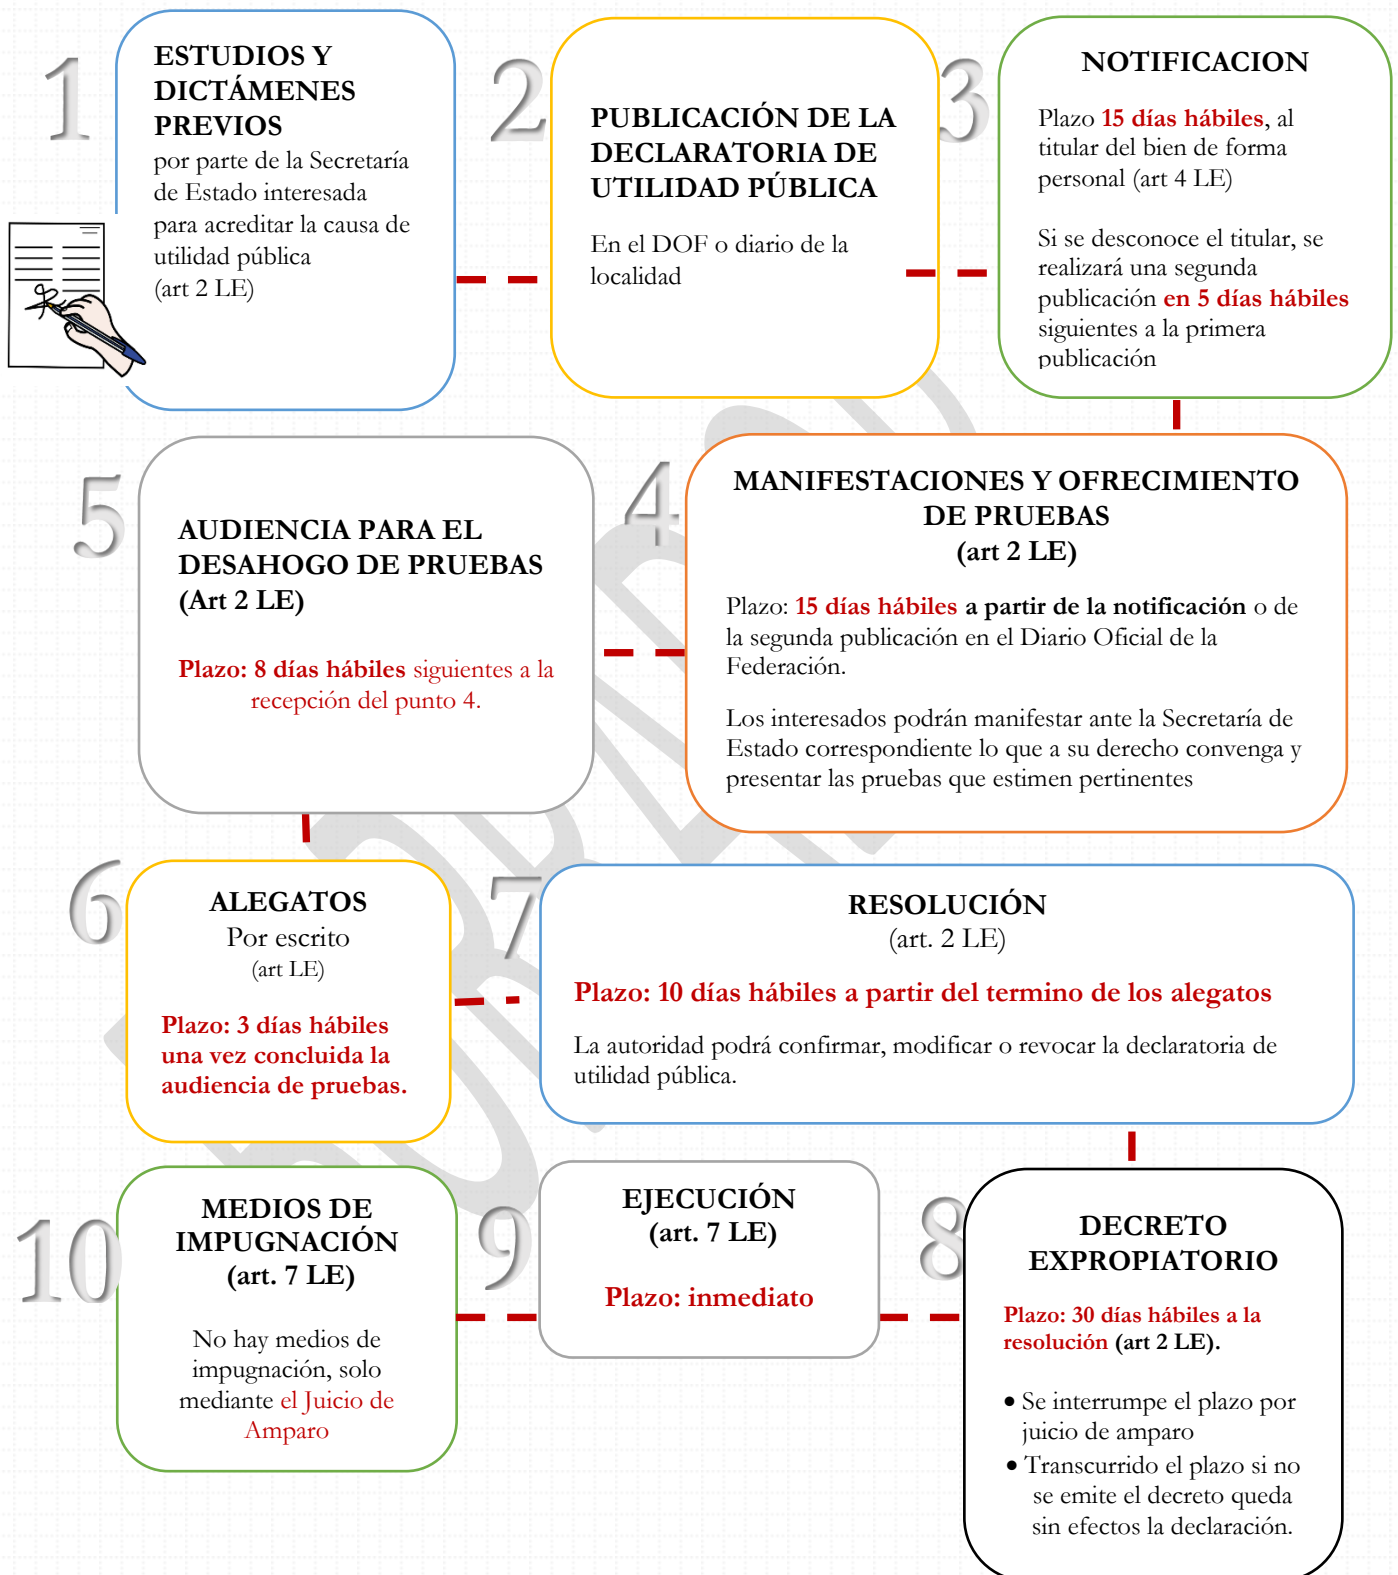 1
ESTUDIOS Y
DICTÁMENES
PREVIOS
por parte de la Secretaría
de Estado interesada
para acreditar la causa de
utilidad pública
(art 2 LE)
2
PUBLICACIÓN DE LA
DECLARATORIA DE
UTILIDAD PÚBLICA
En el DOF o diario de la
localidad
3
NOTIFICACION
Plazo 15 días hábiles, al
titular del bien de forma
personal (art 4 LE)
Si se desconoce el titular, se
realizará una segunda
publicación en 5 días hábiles
siguientes a la primera
publicación
4
MANIFESTACIONES Y OFRECIMIENTO
DE PRUEBAS
(art 2 LE)
Plazo: 15 días hábiles a partir de la notificación o de
la segunda publicación en el Diario Oficial de la
Federación.
Los interesados podrán manifestar ante la Secretaría de
Estado correspondiente lo que a su derecho convenga y
presentar las pruebas que estimen pertinentes
5
AUDIENCIA PARA EL
DESAHOGO DE PRUEBAS
(Art 2 LE)
Plazo: 8 días hábiles siguientes a la
recepción del punto 4.
6
ALEGATOS
Por escrito
(art LE)
Plazo: 3 días hábiles
una vez concluida la
audiencia de pruebas.
7
RESOLUCIÓN
(art. 2 LE)
Plazo: 10 días hábiles a partir del termino de los alegatos
La autoridad podrá confirmar, modificar o revocar la declaratoria de
utilidad pública.
8
DECRETO
EXPROPIATORIO
Plazo: 30 días hábiles a la
resolución (art 2 LE).
• Se interrumpe el plazo por
juicio de amparo
• Transcurrido el plazo si no
se emite el decreto queda
sin efectos la declaración.
9
EJECUCIÓN
(art. 7 LE)
Plazo: inmediato
10
MEDIOS DE
IMPUGNACIÓN
(art. 7 LE)
No hay medios de
impugnación, solo
mediante el Juicio de
Amparo